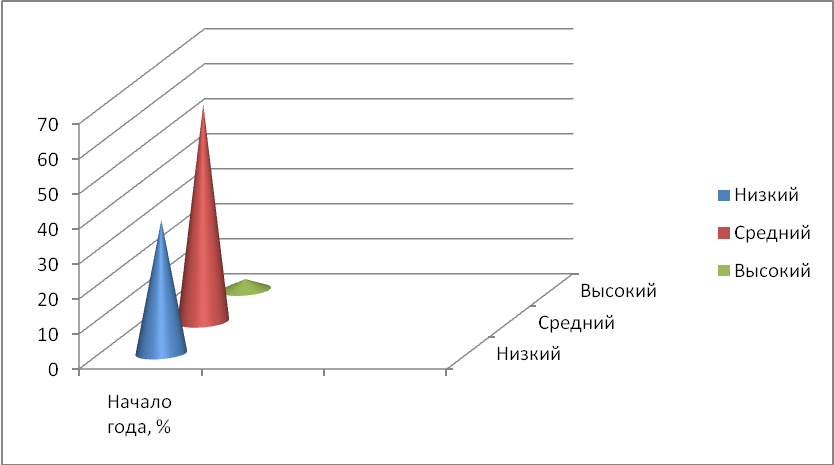 70
60
50
40
30
20
10
0
Начало
года, %
Низкий
Средний
Высокий
Низкий
Средний
Высокий